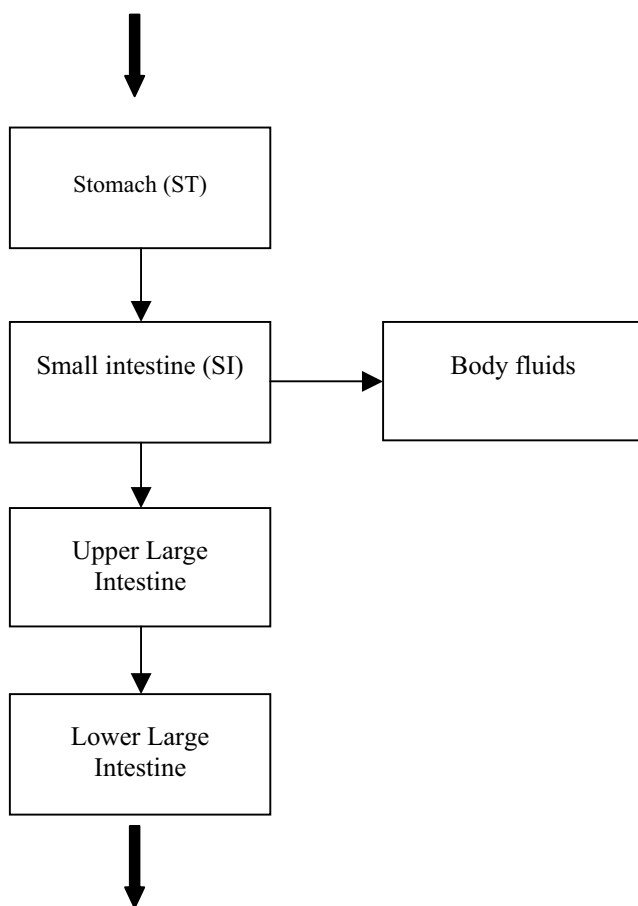 Stomach (ST)
Small intestine (SI)
Body fluids
Upper Large
Intestine
Lower Large
Intestine